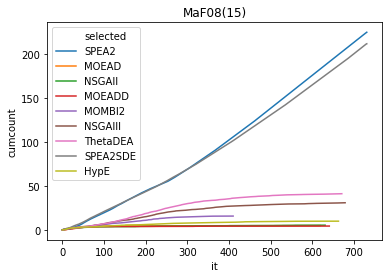 MaF08(15)
selected
SPEA2
MOEAD
NSGAII
MOEADD
MOMBI2
NSGAIII
ThetaDEA
SPEA2SDE
HypE
cumcount
200
150
100
50
0
0 100 200 300 400 500 600 700
it